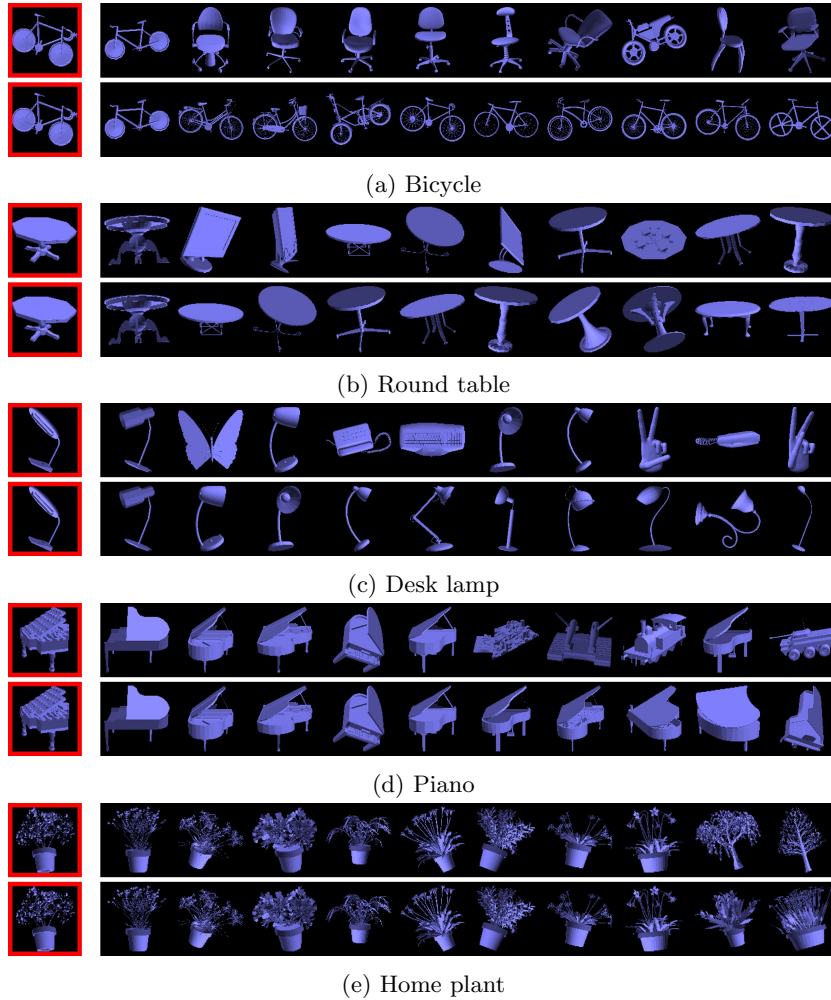 (a) Bicycle
(b) Round table
(c) Desk lamp
(d) Piano
(e) Home plant